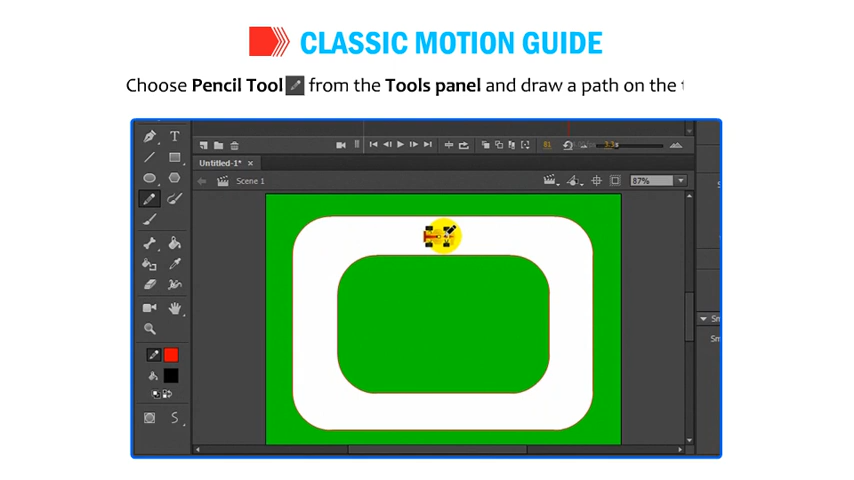 CLASSIC MOTION GUIDE
Choose Pencil Tool from the Tools panel and draw a path on the
Untitled-1* ×
Scene 1
87%
81